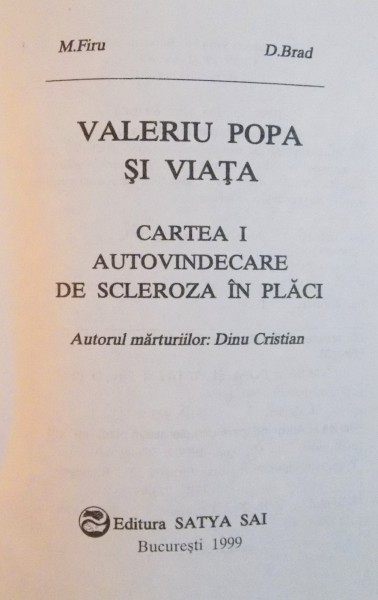 M.Firu D.Brad
VALERIU POPA
ŞI VIAŢA
CARTEA I
AUTOVINDECARE
DE SCLEROZA ÎN PLĂCI
Autorul mărturiilor: Dinu Cristian
Editura SATYA SAI
Bucureşti 1999